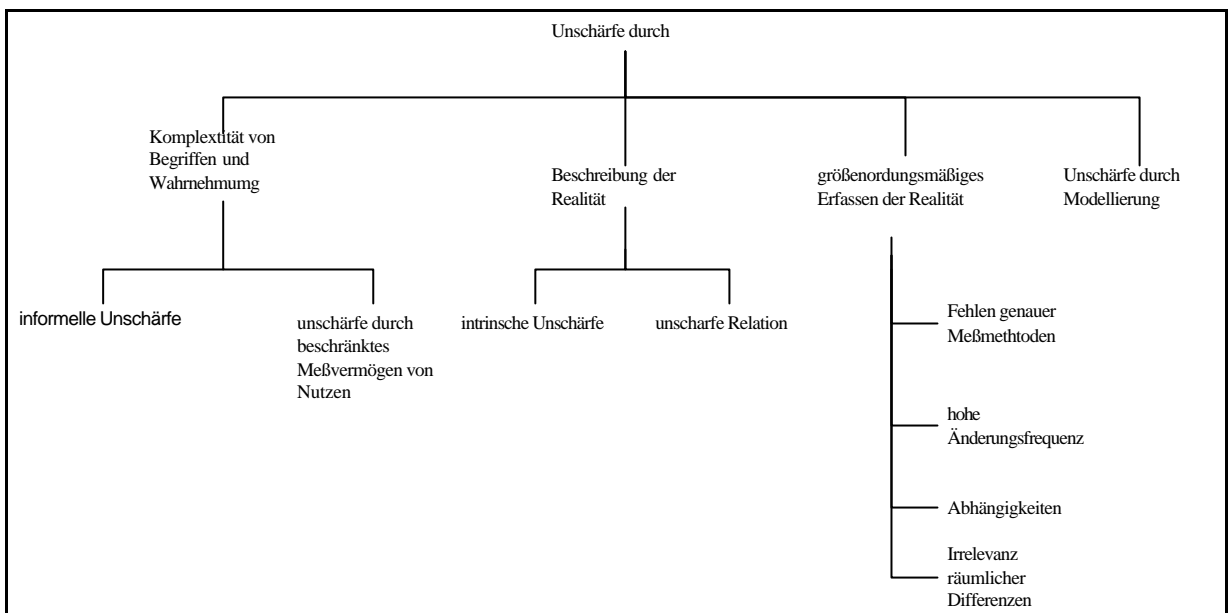 Unschärfe durch
Komplextität von
Begriffen und
Wahrnehmumg
Beschreibung der
Realität
größenordungsmäßiges
Erfassen der Realität
Unschärfe durch
Modellierung
informelle Unschärfe
unschärfe durch
beschränktes
Meßvermögen von
Nutzen
intrinsche Unschärfe
unscharfe Relation
Fehlen genauer
Meßmethtoden
hohe
Änderungsfrequenz
Abhängigkeiten
Irrelevanz
räumlicher
Differenzen